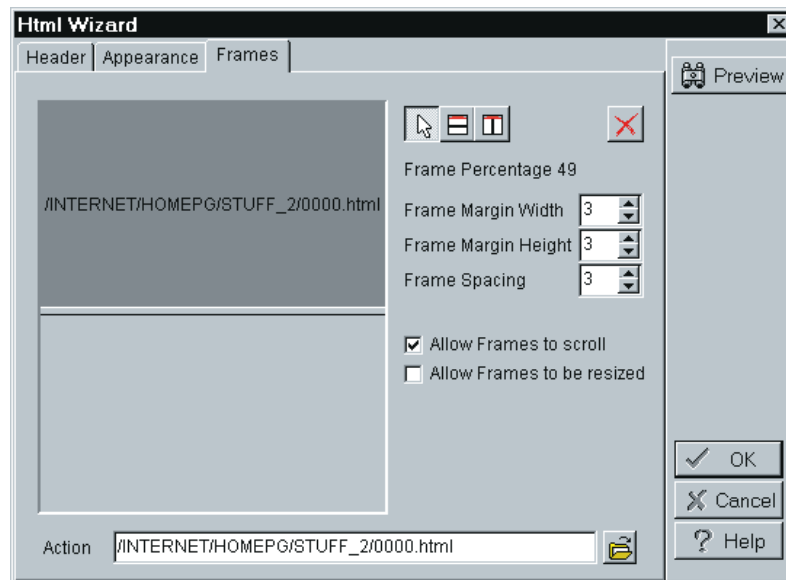 Html Wizard
Header Appearance Frames
Preview
/INTERNET/HOMEPG/STUFF_2/0000.html
Frame Percentage 49
Frame Margin Width 3
Frame Margin Height 3
Frame Spacing 3
Allow Frames to scroll
Allow Frames to be resized
OK
Cancel
Help
Action /INTERNET/HOMEPG/STUFF_2/0000.html